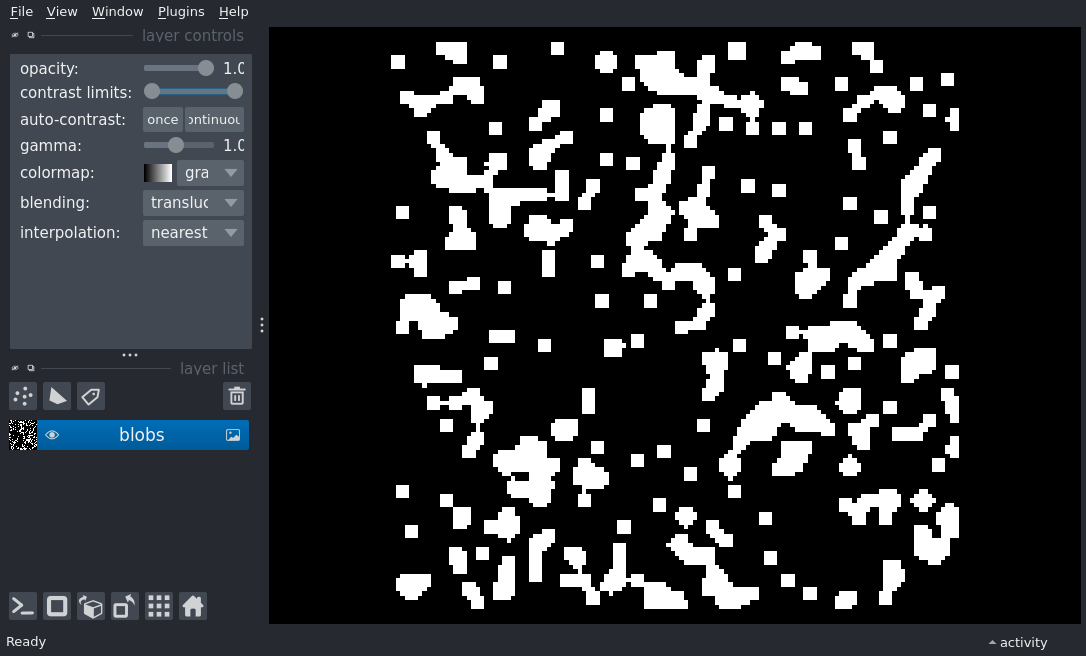 File View Window Plugins Help
layer controls
opacity: 1.0
contrast limits:
auto-contrast: once ontinuou
gamma: 1.0
colormap: gra
blending: transluc
interpolation: nearest
layer list
blobs
Ready
activity